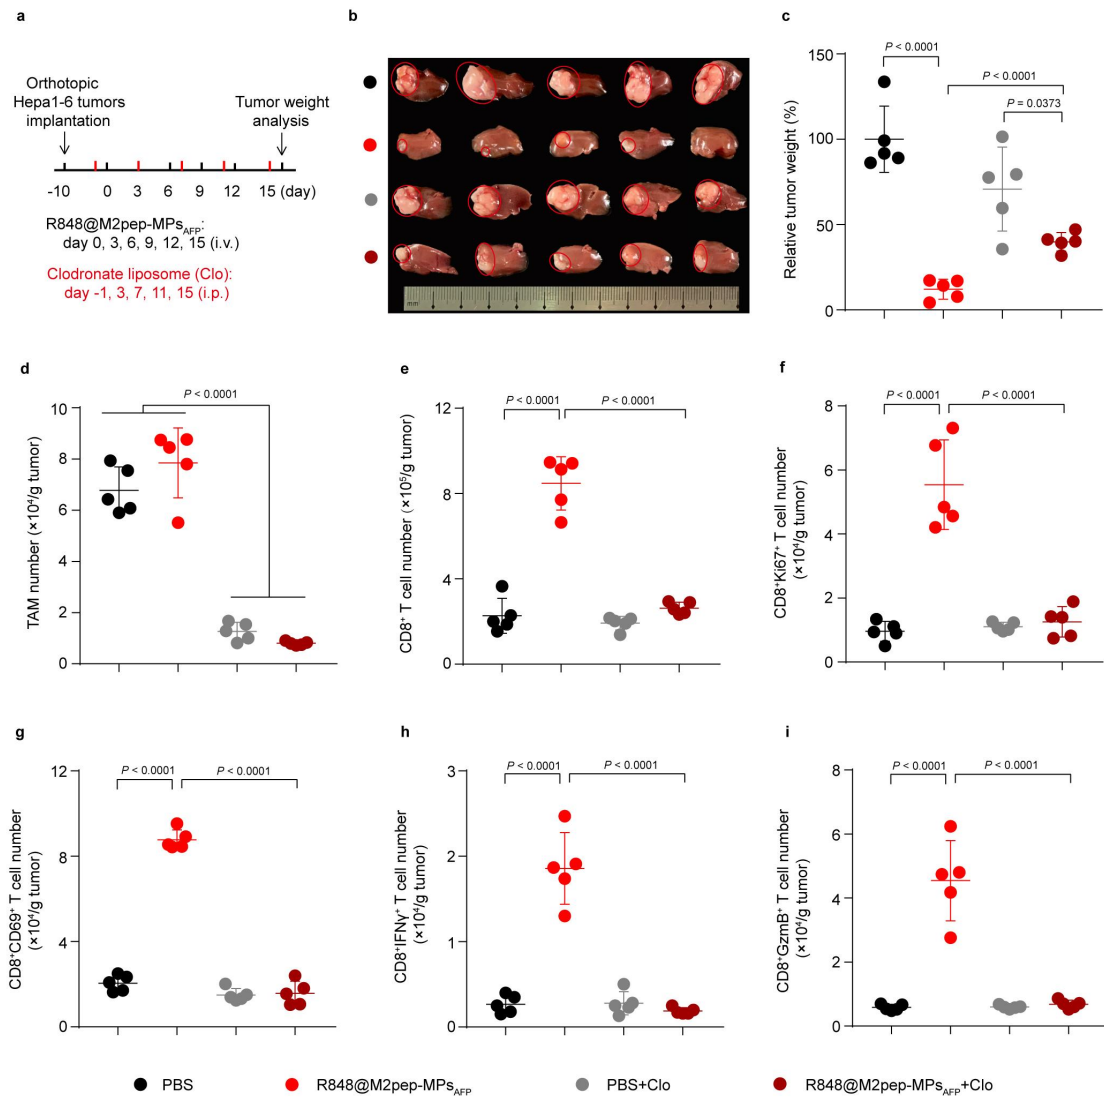 a
Orthotopic
Hepa1-6 tumors
implantation
Tumor weight
analysis
-10 0 3 6 9 12 15 (day)
R848@M2pep-MPsAFP:
day 0, 3, 6, 9, 12, 15 (i.v.)
Clodronate liposome (Clo):
day -1, 3, 7, 11, 15 (i.p.)
b
mm
c
P < 0.0001
P < 0.0001
P = 0.0373
Relative tumor weight (%)
150
100
50
0
d
P < 0.0001
TAM number (×10⁴/g tumor)
10
8
6
4
2
0
e
P < 0.0001 P < 0.0001
CD8⁺ T cell number (×10⁵/g tumor)
12
8
4
0
f
P < 0.0001 P < 0.0001
CD8⁺Ki67⁺ T cell number
(×10⁴/g tumor)
8
6
4
2
0
g
P < 0.0001 P < 0.0001
CD8⁺CD69⁺ T cell number
(×10⁴/g tumor)
12
8
4
0
h
P < 0.0001 P < 0.0001
CD8⁺IFNγ⁺ T cell number
(×10⁴/g tumor)
3
2
1
0
i
P < 0.0001 P < 0.0001
CD8⁺GzmB⁺ T cell number
(×10⁴/g tumor)
8
6
4
2
0
PBS R848@M2pep-MPsAFP PBS+Clo R848@M2pep-MPsAFP+Clo